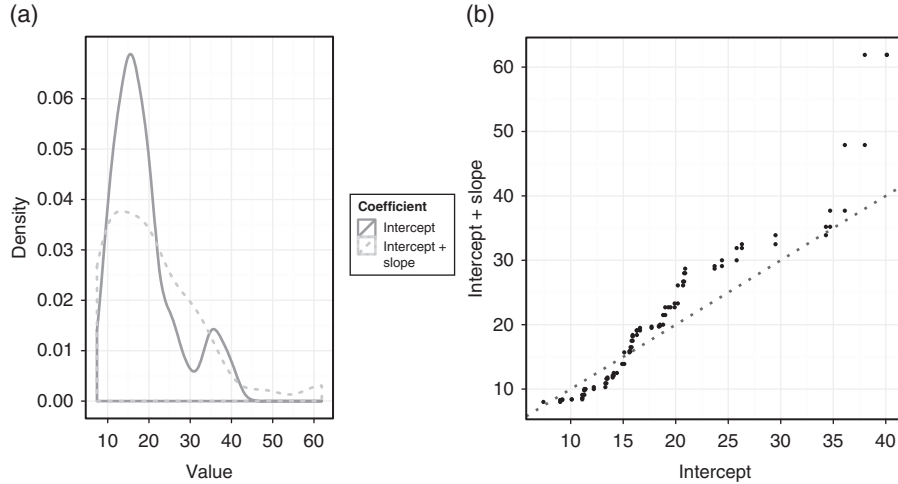 (a)
Density
0.06
0.05
0.04
0.03
0.02
0.01
0.00
10 20 30 40 50 60
Value
Coefficient
Intercept
Intercept +
slope
(b)
Intercept + slope
60
50
40
30
20
10
10 15 20 25 30 35 40
Intercept